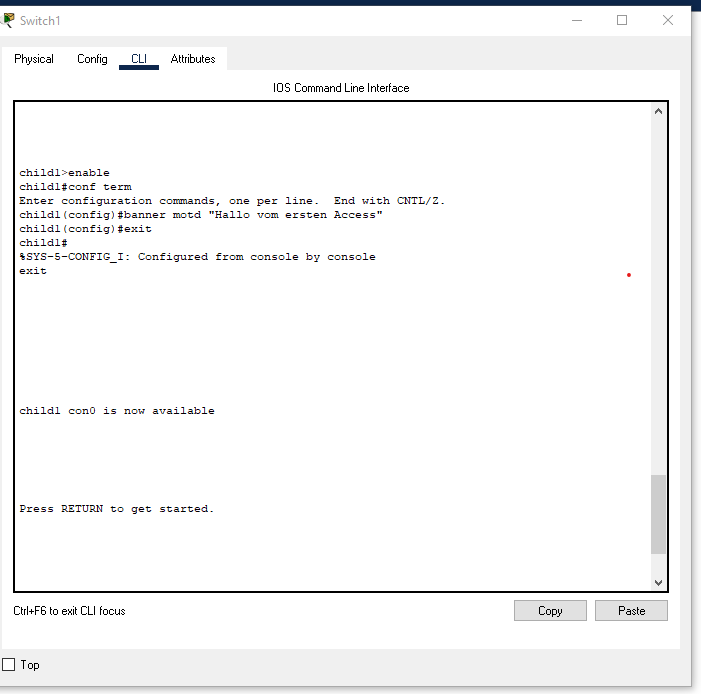 Switch1
Physical Config CLI Attributes
IOS Command Line Interface
child1>enable
child1#conf term
Enter configuration commands, one per line.  End with CNTL/Z.
child1(config)#banner motd "Hallo vom ersten Access"
child1(config)#exit
child1#
%SYS-5-CONFIG_I: Configured from console by console
exit
child1 con0 is now available
Press RETURN to get started.
Ctrl+F6 to exit CLI focus
Copy Paste
Top